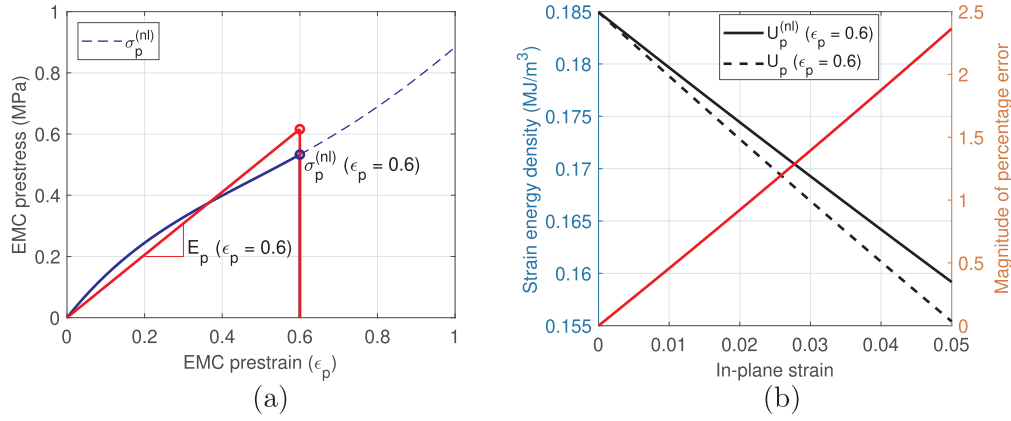 σp(nl)
EMC prestress (MPa)
1
0.8
0.6
0.4
0.2
0
σp(nl) (ϵp = 0.6)
Ep (ϵp = 0.6)
0 0.2 0.4 0.6 0.8 1
EMC prestrain (ϵp)
(a)
Strain energy density (MJ/m3)
0.185
0.18
0.175
0.17
0.165
0.16
0.155
Up(nl) (ϵp = 0.6)
Up (ϵp = 0.6)
2.5
2
1.5
1
0.5
0
Magnitude of percentage error
0 0.01 0.02 0.03 0.04 0.05
In-plane strain
(b)